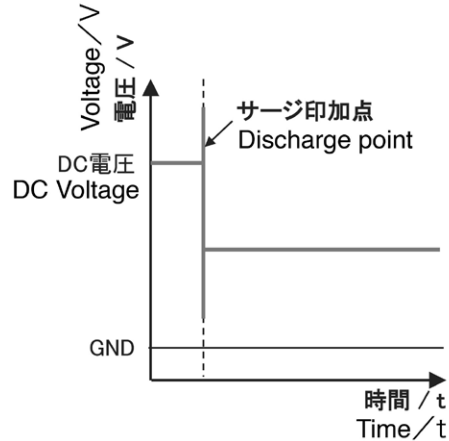 Voltage／V
電圧 / V
サージ印加点
Discharge point
DC電圧
DC Voltage
GND
時間 / t
Time／t